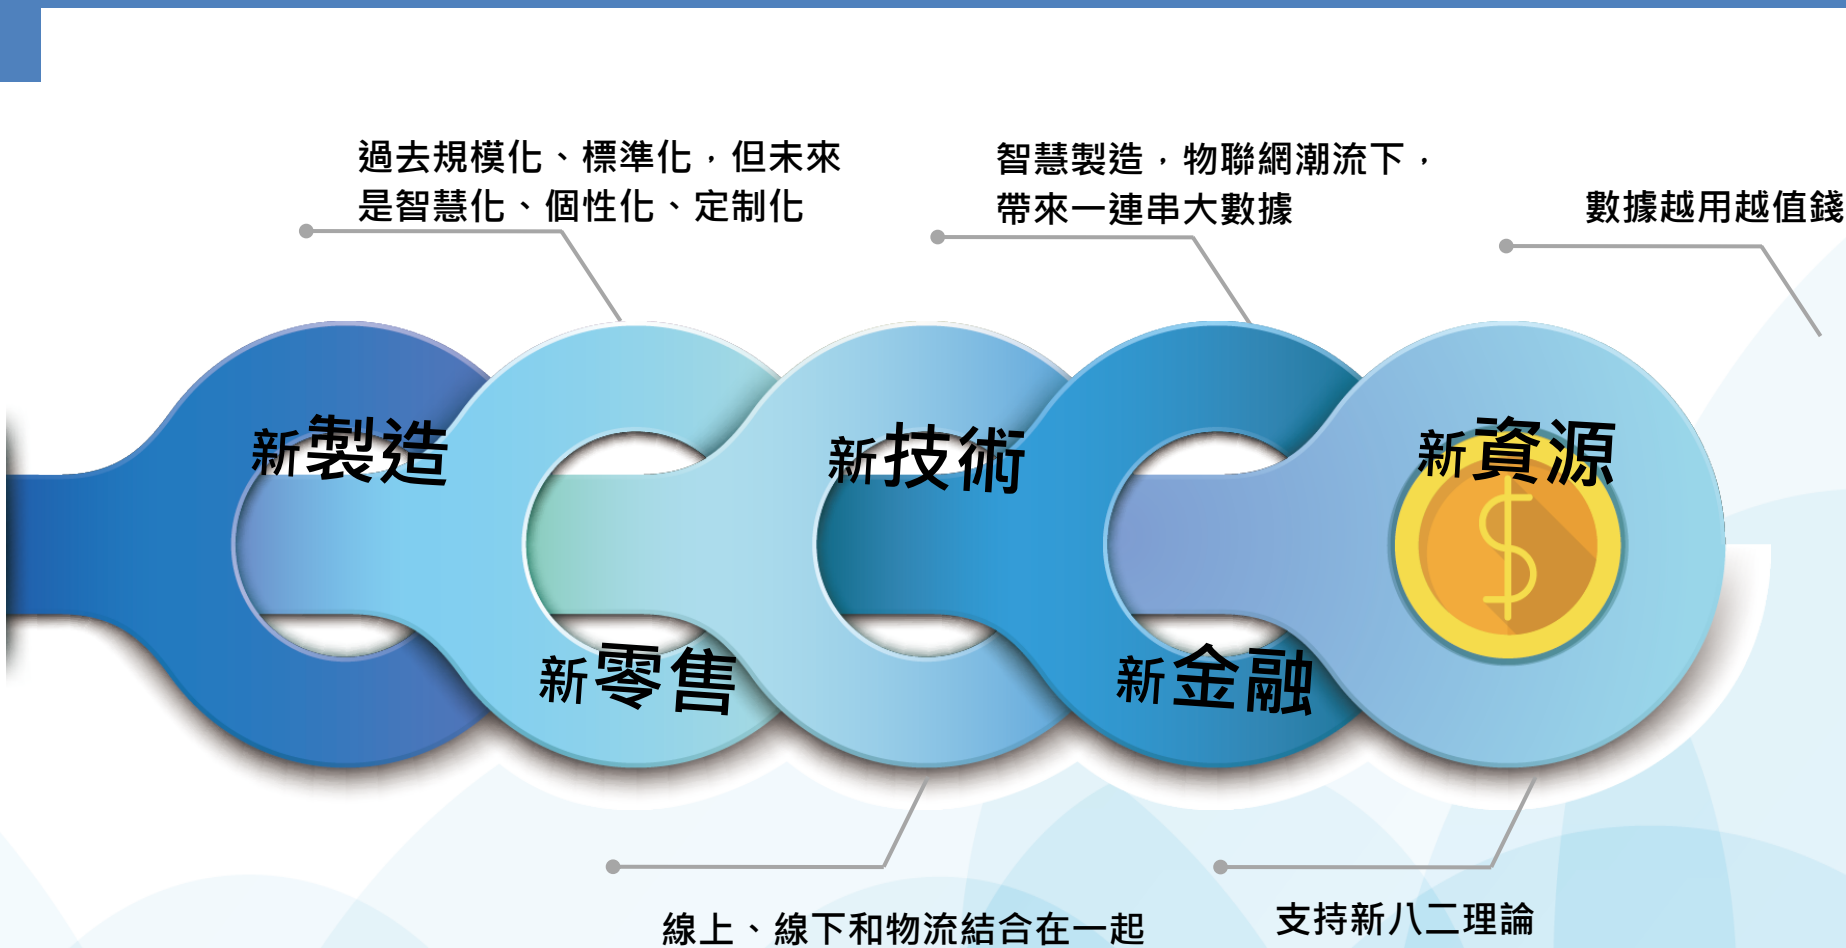 過去規模化、標準化，但未來
是智慧化、個性化、定制化
智慧製造，物聯網潮流下，
帶來一連串大數據
數據越用越值錢
新製造
新技術
新資源
新零售
新金融
線上、線下和物流結合在一起
支持新八二理論